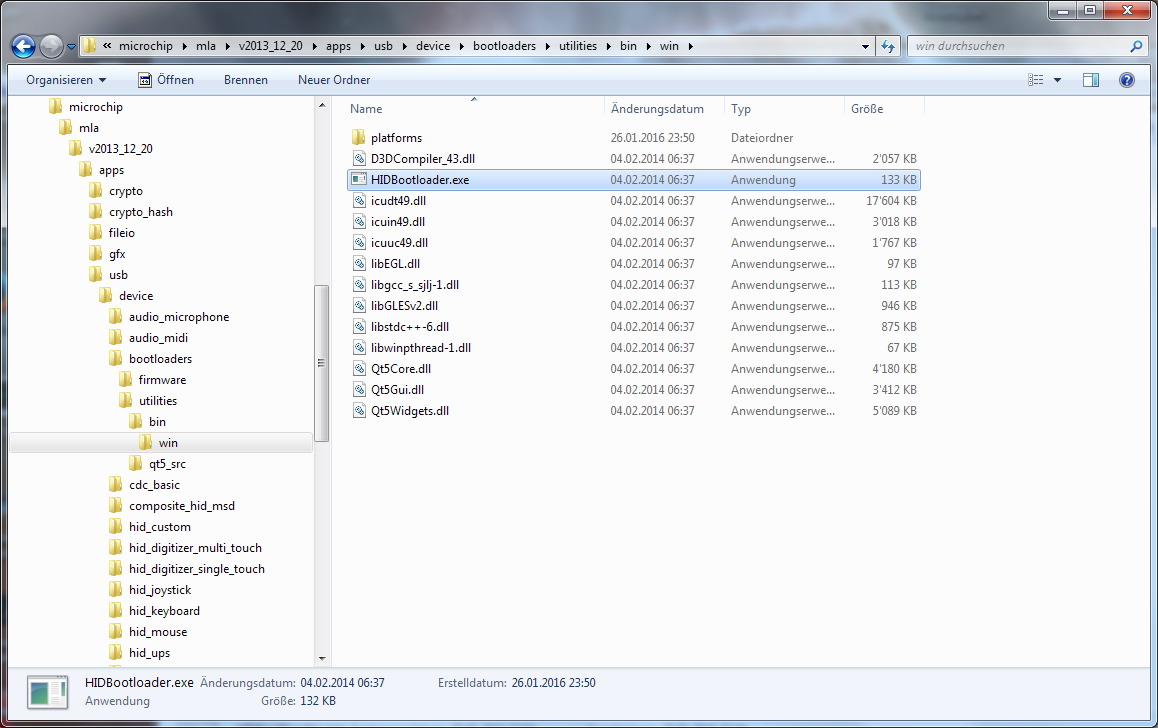 « microchip ▸ mla ▸ v2013_12_20 ▸ apps ▸ usb ▸ device ▸ bootloaders ▸ utilities ▸ bin ▸ win ▸ win durchsuchen
Organisieren Öffnen Brennen Neuer Ordner
microchip
mla
v2013_12_20
apps
crypto
crypto_hash
fileio
gfx
usb
device
audio_microphone
audio_midi
bootloaders
firmware
utilities
bin
win
qt5_src
cdc_basic
composite_hid_msd
hid_custom
hid_digitizer_multi_touch
hid_digitizer_single_touch
hid_joystick
hid_keyboard
hid_mouse
hid_ups
Name Änderungsdatum Typ Größe
platforms 26.01.2016 23:50 Dateiordner
D3DCompiler_43.dll 04.02.2014 06:37 Anwendungserwe... 2'057 KB
HIDBootloader.exe 04.02.2014 06:37 Anwendung 133 KB
icudt49.dll 04.02.2014 06:37 Anwendungserwe... 17'604 KB
icuin49.dll 04.02.2014 06:37 Anwendungserwe... 3'018 KB
icuuc49.dll 04.02.2014 06:37 Anwendungserwe... 1'767 KB
libEGL.dll 04.02.2014 06:37 Anwendungserwe... 97 KB
libgcc_s_sjlj-1.dll 04.02.2014 06:37 Anwendungserwe... 113 KB
libGLESv2.dll 04.02.2014 06:37 Anwendungserwe... 946 KB
libstdc++-6.dll 04.02.2014 06:37 Anwendungserwe... 875 KB
libwinpthread-1.dll 04.02.2014 06:37 Anwendungserwe... 67 KB
Qt5Core.dll 04.02.2014 06:37 Anwendungserwe... 4'180 KB
Qt5Gui.dll 04.02.2014 06:37 Anwendungserwe... 3'412 KB
Qt5Widgets.dll 04.02.2014 06:37 Anwendungserwe... 5'089 KB
HIDBootloader.exe Änderungsdatum: 04.02.2014 06:37 Erstelldatum: 26.01.2016 23:50
Anwendung Größe: 132 KB